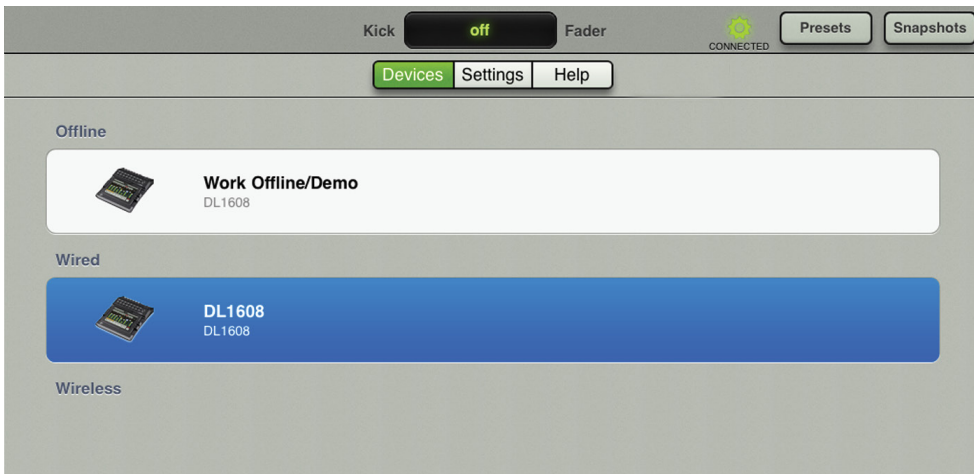 Kick off Fader CONNECTED Presets Snapshots
Devices Settings Help
Offline
Work Offline/Demo
DL1608
Wired
DL1608
DL1608
Wireless